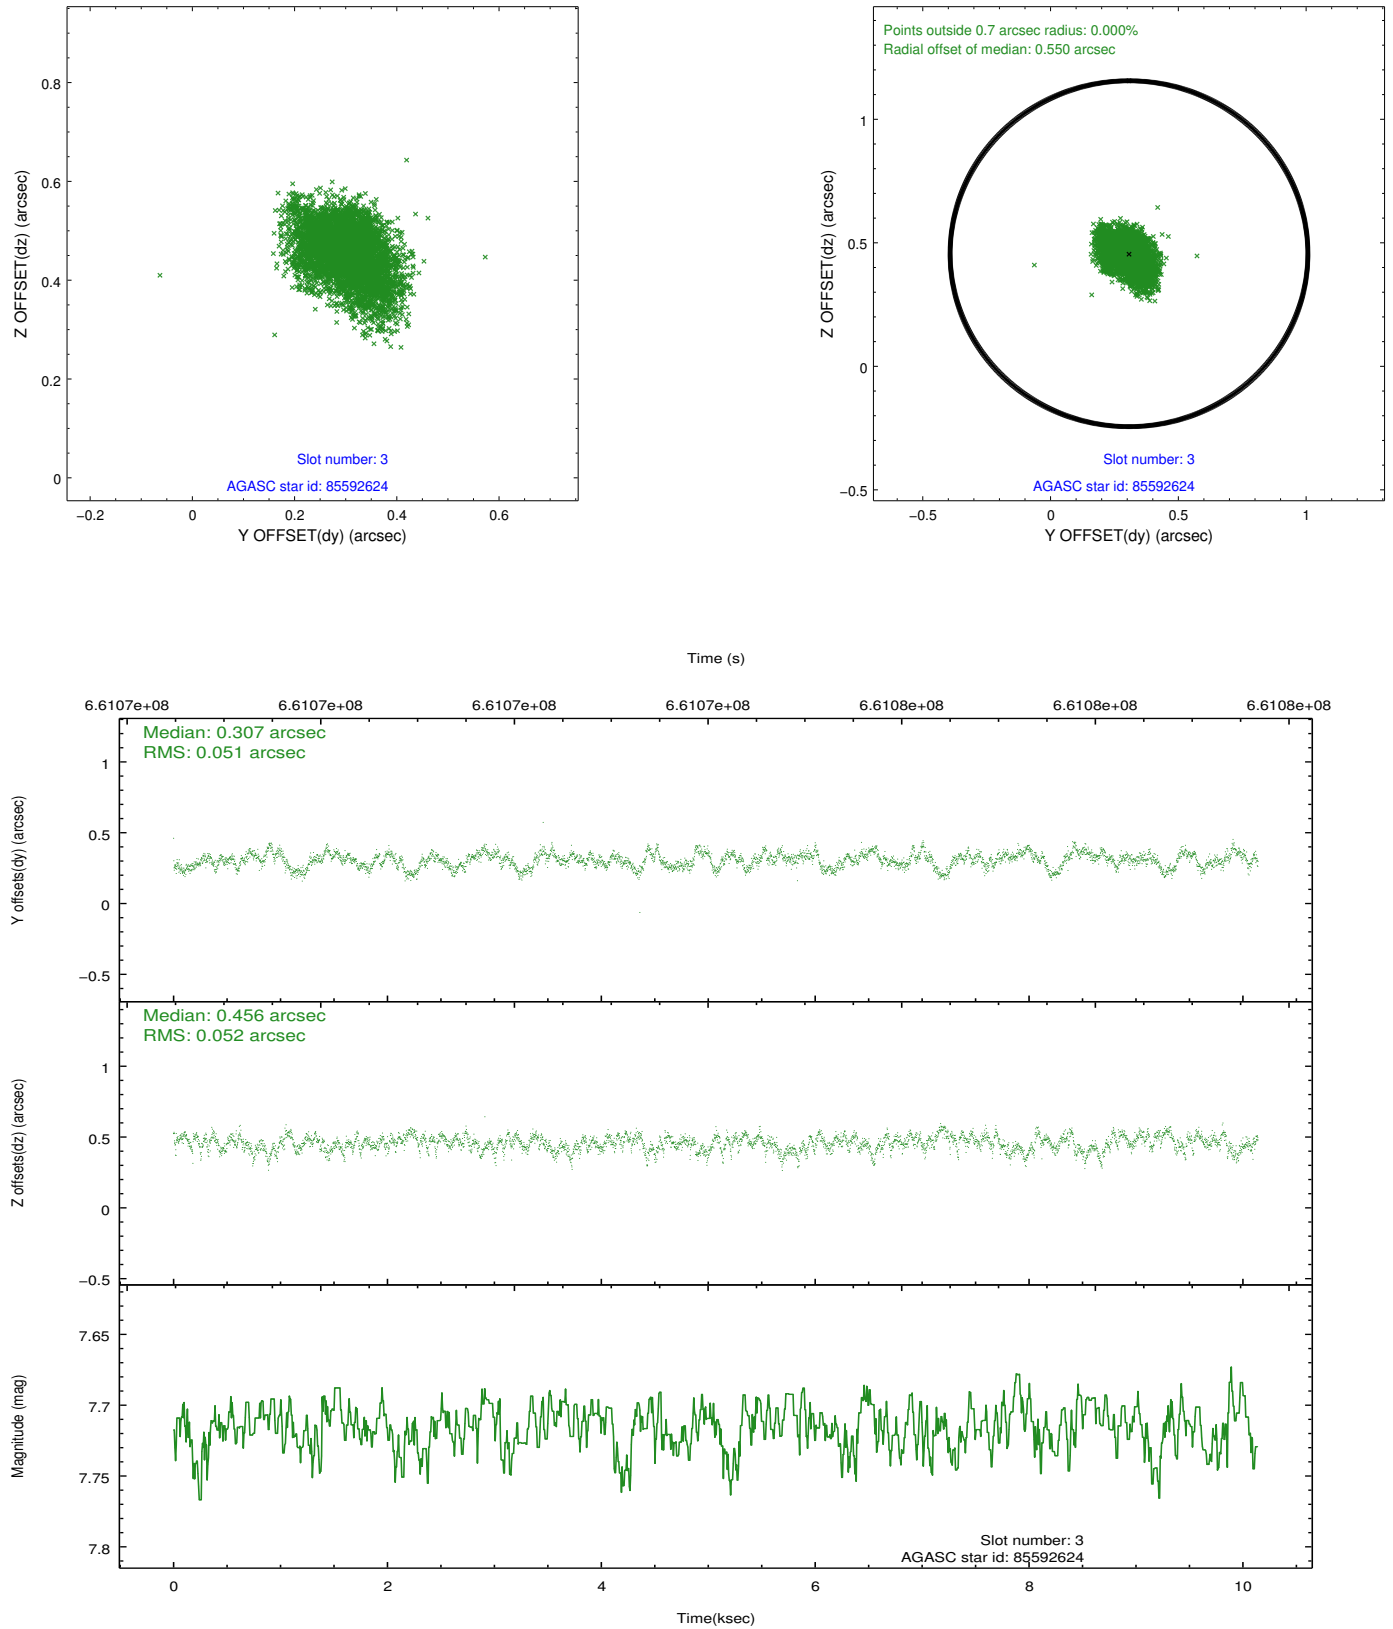 0.8
0.6
0.4
0.2
0
−0.2 0 0.2 0.4 0.6
Z OFFSET(dz) (arcsec)
Y OFFSET(dy) (arcsec)
Slot number: 3
AGASC star id: 85592624
Points outside 0.7 arcsec radius: 0.000%
Radial offset of median: 0.550 arcsec
1
0.5
0
−0.5
−0.5 0 0.5 1
Z OFFSET(dz) (arcsec)
Y OFFSET(dy) (arcsec)
Slot number: 3
AGASC star id: 85592624
Time (s)
6.6107e+08 6.6107e+08 6.6107e+08 6.6107e+08 6.6108e+08 6.6108e+08 6.6108e+08
Median: 0.307 arcsec
RMS: 0.051 arcsec
1
0.5
0
−0.5
Y offsets(dy) (arcsec)
Median: 0.456 arcsec
RMS: 0.052 arcsec
1
0.5
0
−0.5
Z offsets(dz) (arcsec)
7.65
7.7
7.75
7.8
Magnitude (mag)
Slot number: 3
AGASC star id: 85592624
0 2 4 6 8 10
Time(ksec)